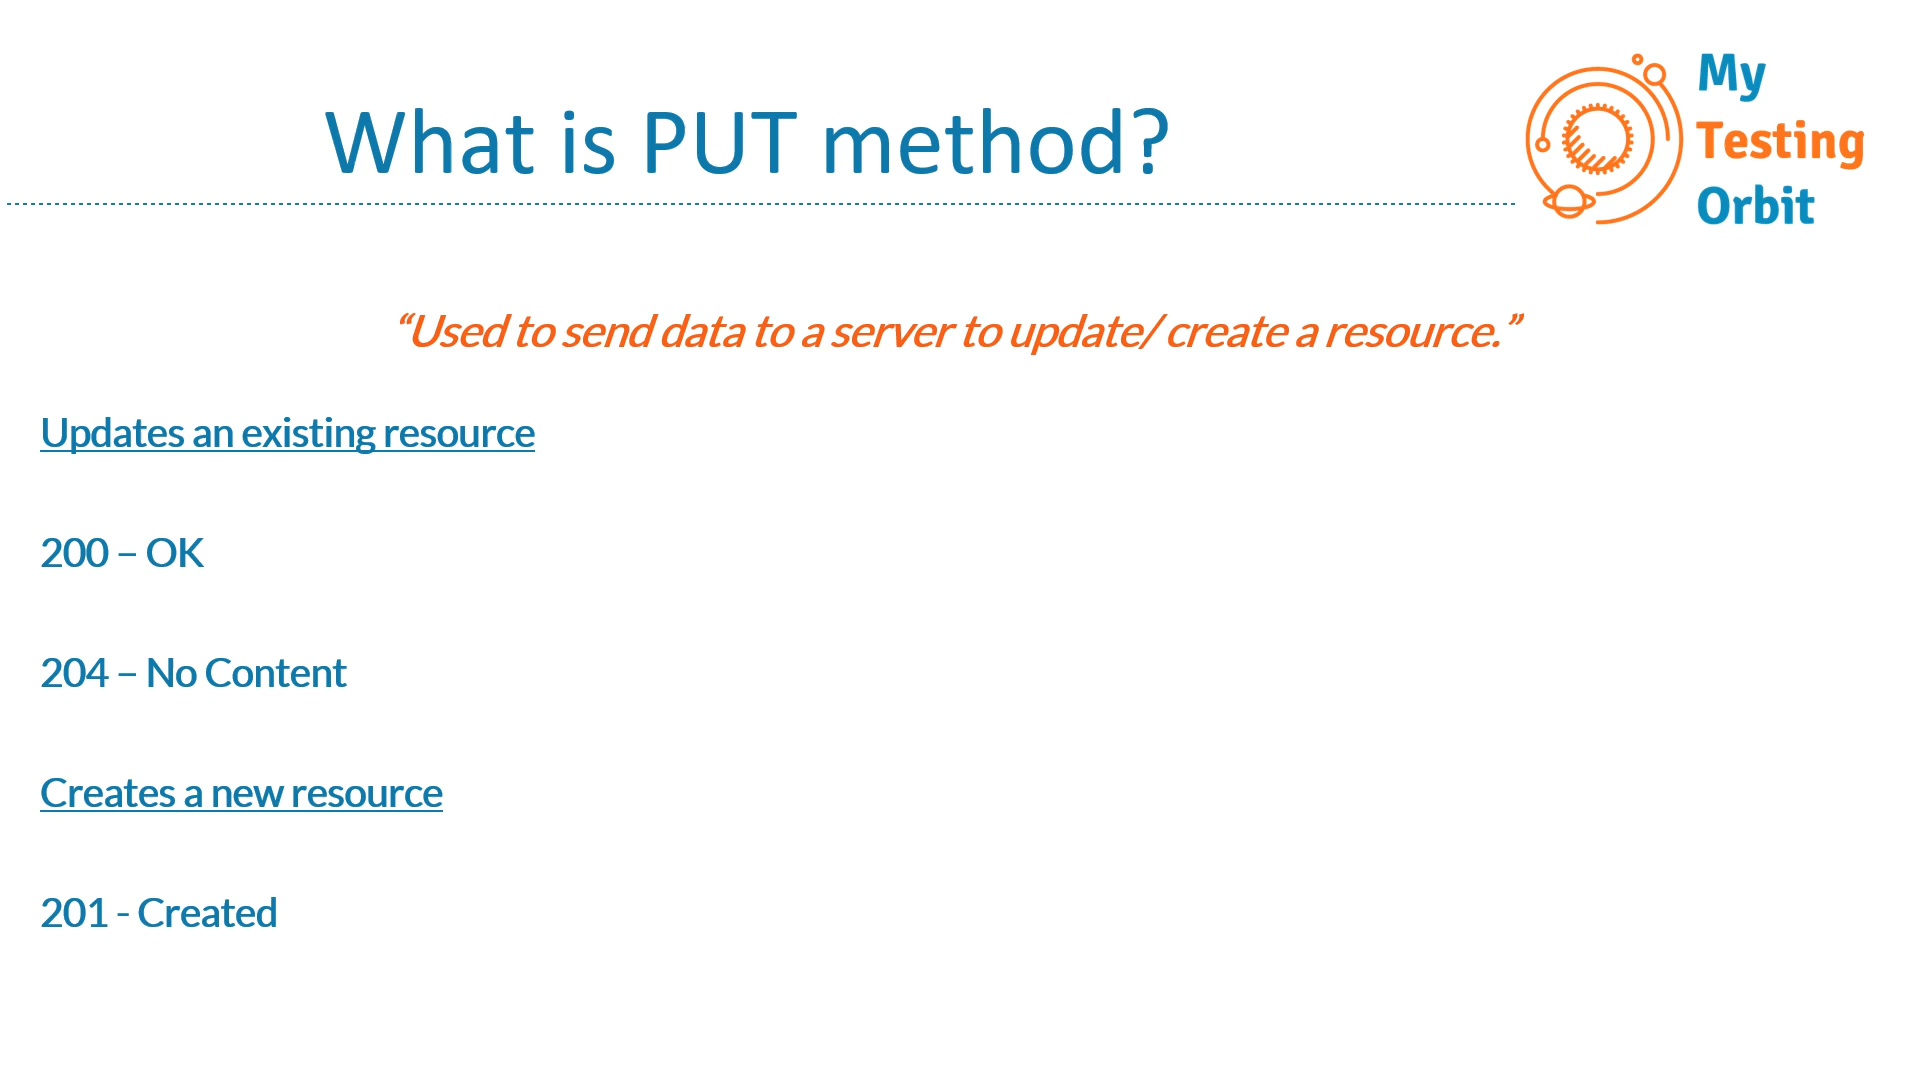 What is PUT method?
My
Testing
Orbit
“Used to send data to a server to update/ create a resource.”
Updates an existing resource
200 – OK
204 – No Content
Creates a new resource
201 - Created